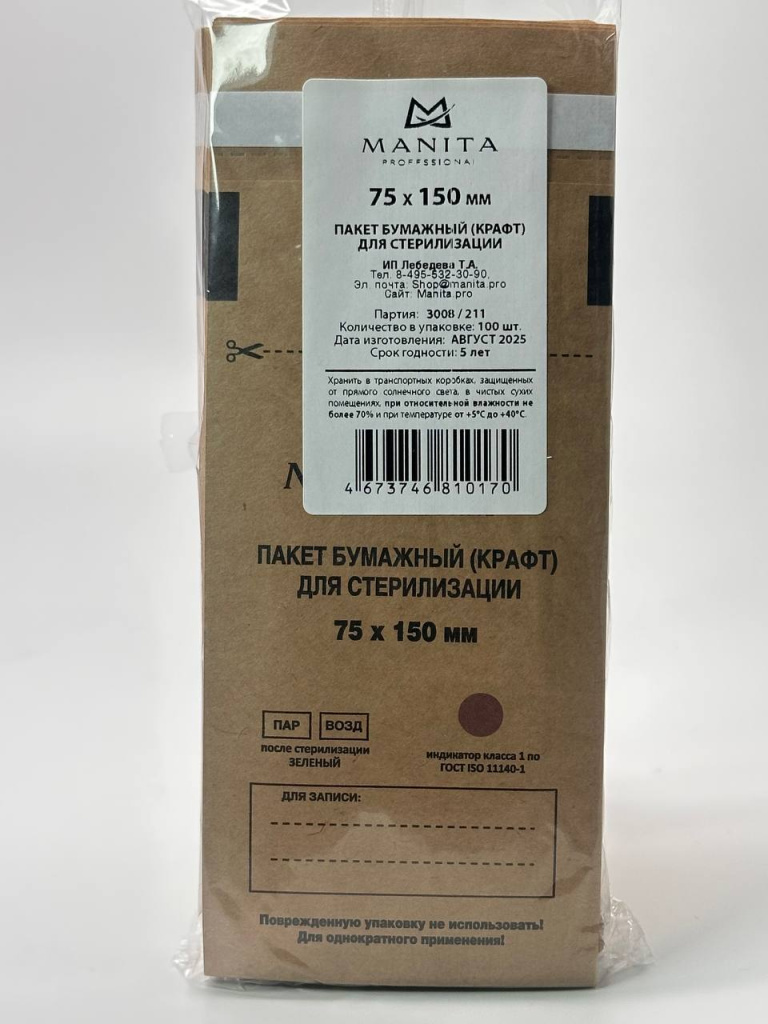 MANITA
PROFESSIONAL
75 x 150 мм
ПАКЕТ БУМАЖНЫЙ (КРАФТ)
ДЛЯ СТЕРИЛИЗАЦИИ
ИП Лебедева Т.А.
Тел. 8-495-532-30-90,
Эл. почта: Shop@manita.pro
Сайт: Manita.pro
Партия: 3008 / 211
Количество в упаковке: 100 шт.
Дата изготовления: АВГУСТ 2025
Срок годности: 5 лет
Хранить в транспортных коробках, защищенных
от прямого солнечного света, в чистых сухих
помещениях, при относительной влажности не
более 70% и при температуре от +5°C до +40°C.
4 673746 810170
ПАКЕТ БУМАЖНЫЙ (КРАФТ)
ДЛЯ СТЕРИЛИЗАЦИИ
75 x 150 мм
ПАР ВОЗД
после стерилизации
ЗЕЛЕНЫЙ
индикатор класса 1 по
ГОСТ ISO 11140-1
ДЛЯ ЗАПИСИ:
Поврежденную упаковку не использовать!
Для однократного применения!